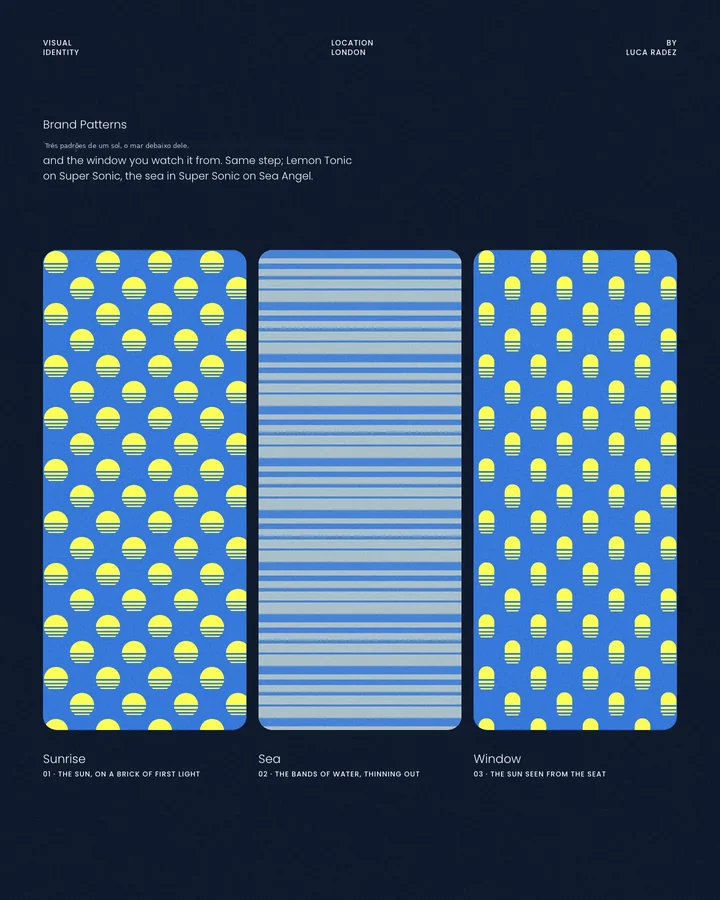 VISUAL
IDENTITY
LOCATION
LONDON
BY
LUCA RADEZ
Brand Patterns
Três padrões de um sol, o mar debaixo dele.
and the window you watch it from. Same step; Lemon Tonic
on Super Sonic, the sea in Super Sonic on Sea Angel.
Sunrise
01 · THE SUN, ON A BRICK OF FIRST LIGHT
Sea
02 · THE BANDS OF WATER, THINNING OUT
Window
03 · THE SUN SEEN FROM THE SEAT